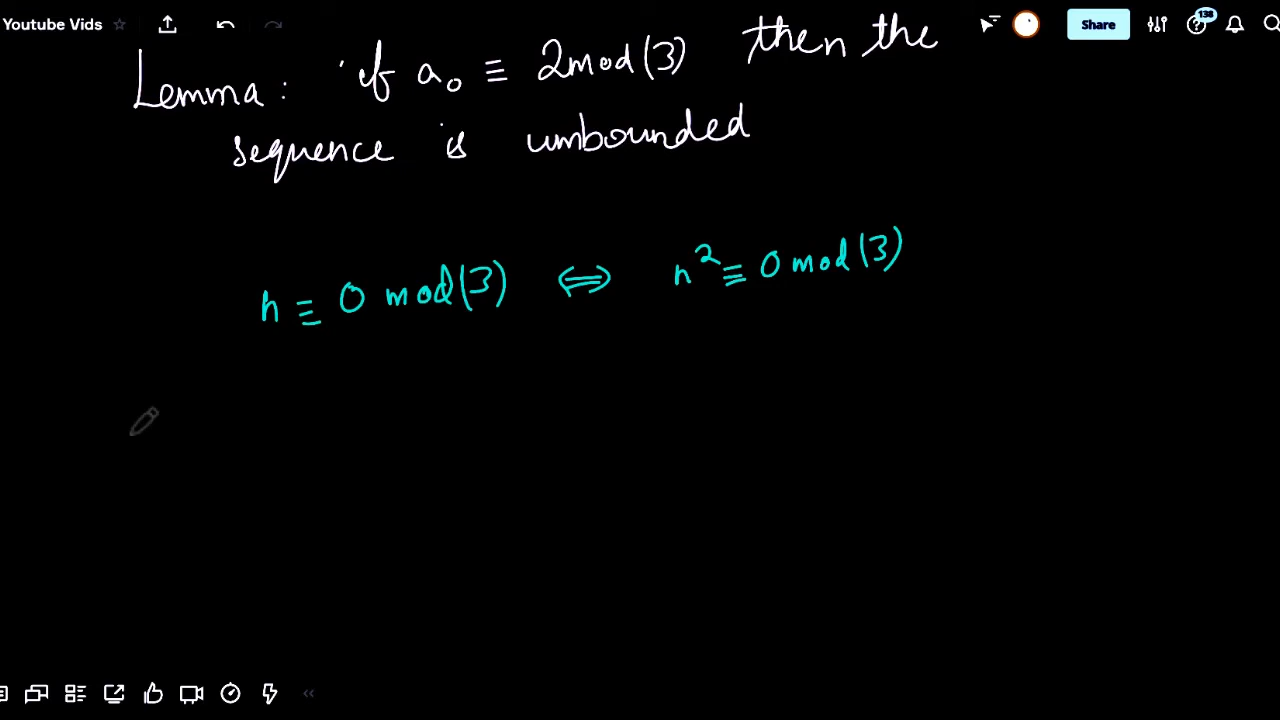 Youtube Vids
Share
138
Lemma: if a₀ ≡ 2mod(3) then the
sequence is unbounded
n ≡ 0 mod(3) ⇔ n² ≡ 0 mod(3)